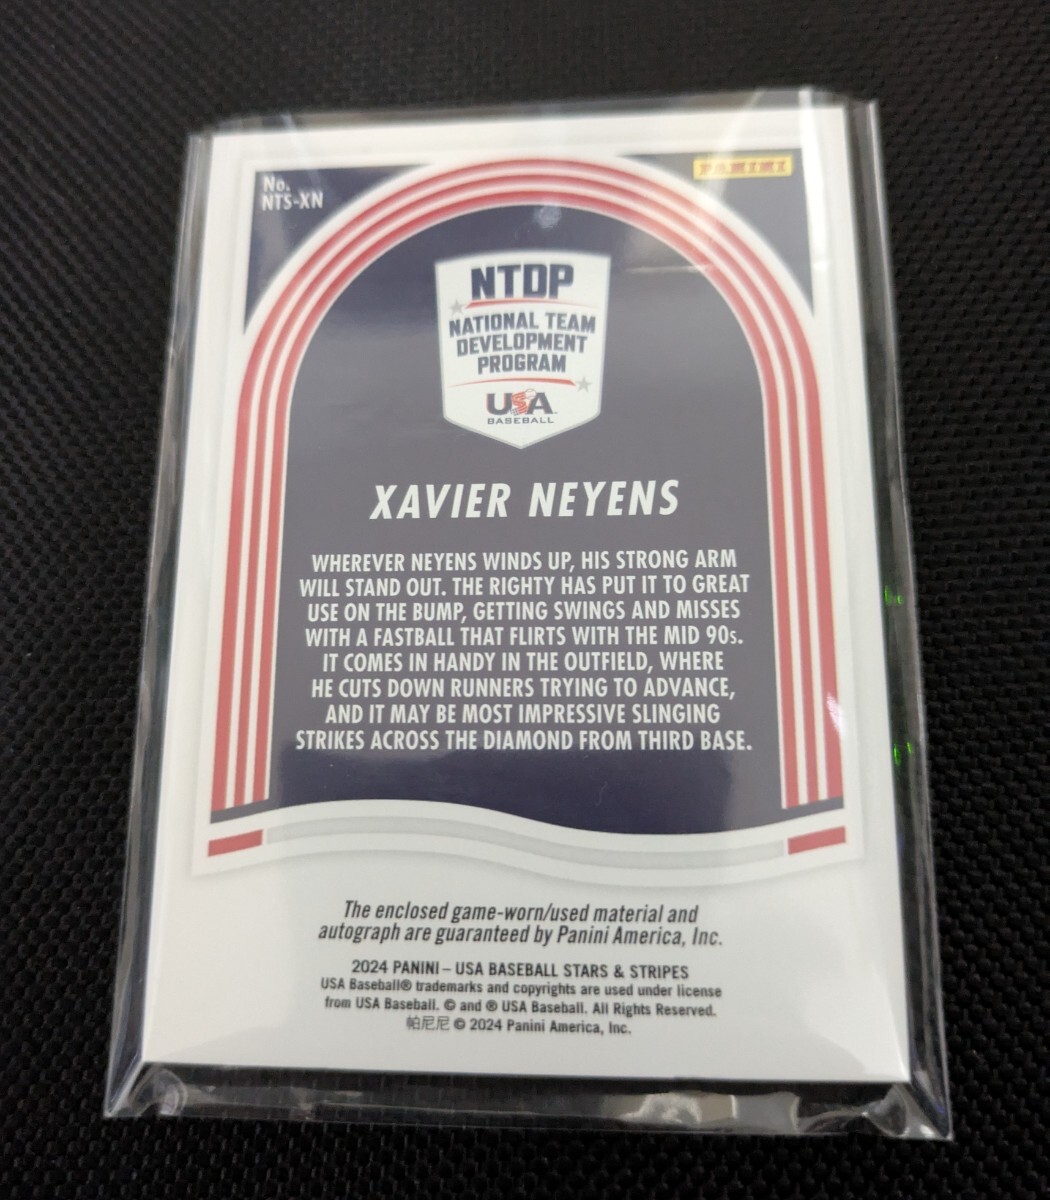 No.
NTS-XN
PANINI
NTDP
NATIONAL TEAM
DEVELOPMENT
PROGRAM
USA
BASEBALL
XAVIER NEYENS
WHEREVER NEYENS WINDS UP, HIS STRONG ARM
WILL STAND OUT. THE RIGHTY HAS PUT IT TO GREAT
USE ON THE BUMP, GETTING SWINGS AND MISSES
WITH A FASTBALL THAT FLIRTS WITH THE MID 90s.
IT COMES IN HANDY IN THE OUTFIELD, WHERE
HE CUTS DOWN RUNNERS TRYING TO ADVANCE,
AND IT MAY BE MOST IMPRESSIVE SLINGING
STRIKES ACROSS THE DIAMOND FROM THIRD BASE.
The enclosed game-worn/used material and
autograph are guaranteed by Panini America, Inc.
2024 PANINI – USA BASEBALL STARS & STRIPES
USA Baseball® trademarks and copyrights are used under license
from USA Baseball. © and ® USA Baseball. All Rights Reserved.
帕尼尼 © 2024 Panini America, Inc.